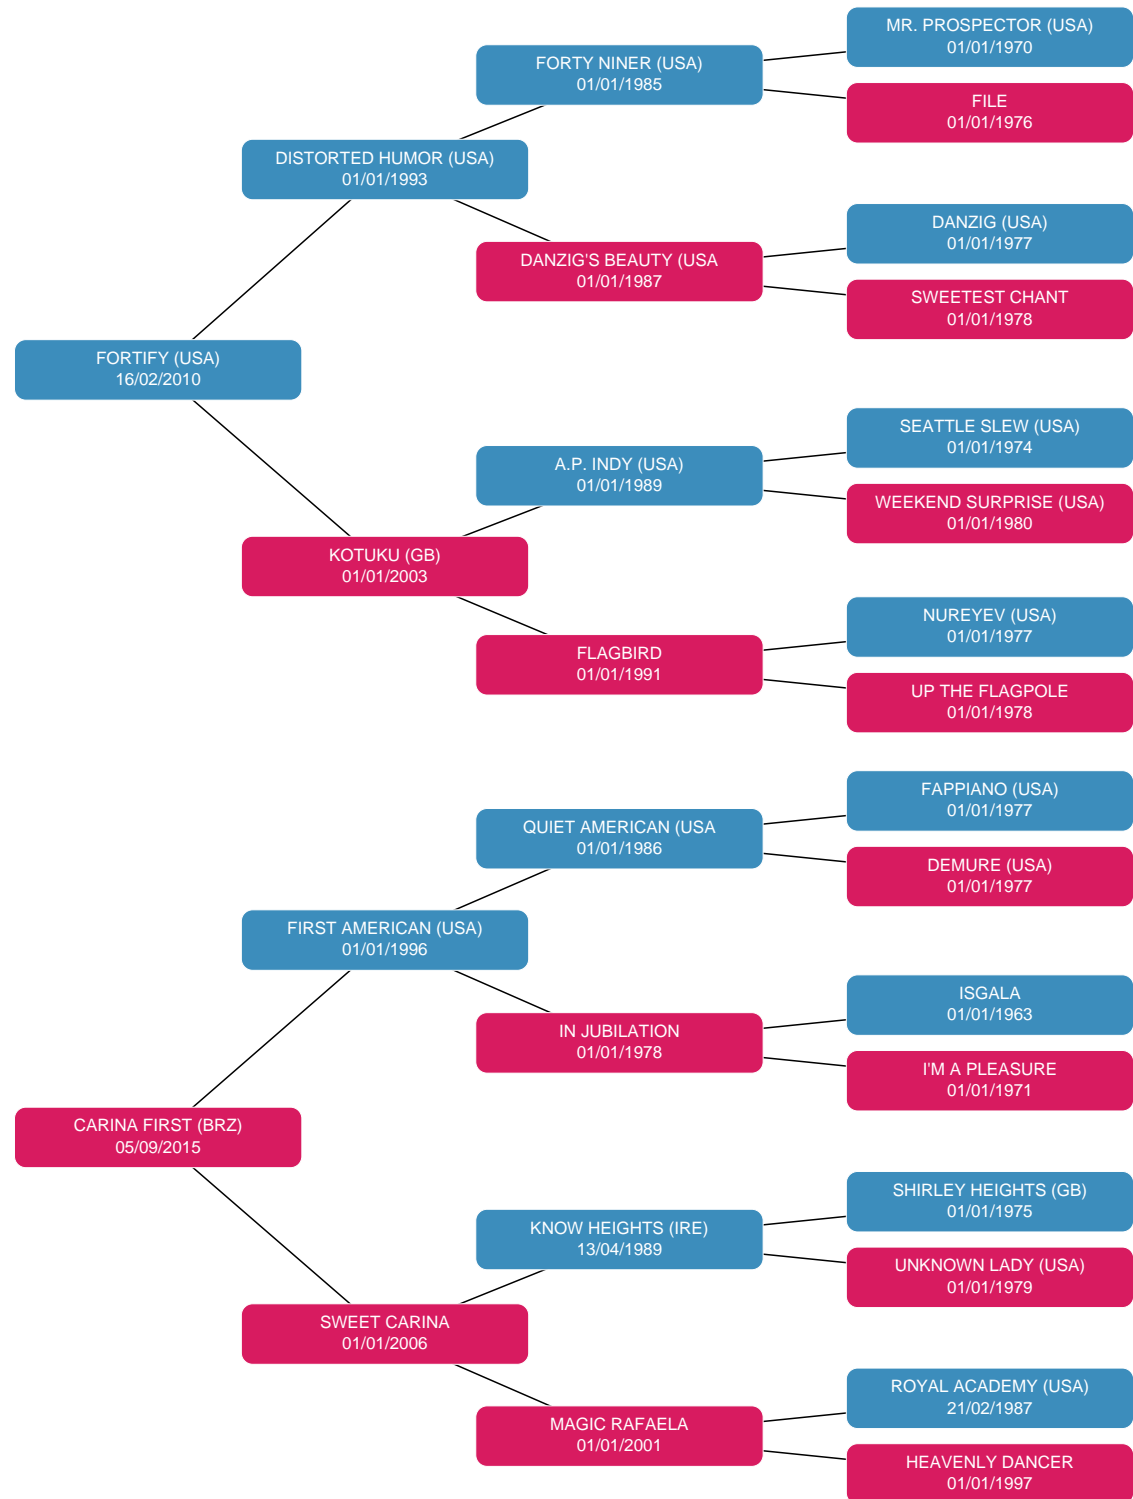 MR. PROSPECTOR (USA)
01/01/1970
FORTY NINER (USA)
01/01/1985
FILE
01/01/1976
DISTORTED HUMOR (USA)
01/01/1993
DANZIG (USA)
01/01/1977
DANZIG'S BEAUTY (USA
01/01/1987
SWEETEST CHANT
01/01/1978
FORTIFY (USA)
16/02/2010
SEATTLE SLEW (USA)
01/01/1974
A.P. INDY (USA)
01/01/1989
WEEKEND SURPRISE (USA)
01/01/1980
KOTUKU (GB)
01/01/2003
NUREYEV (USA)
01/01/1977
FLAGBIRD
01/01/1991
UP THE FLAGPOLE
01/01/1978
FAPPIANO (USA)
01/01/1977
QUIET AMERICAN (USA
01/01/1986
DEMURE (USA)
01/01/1977
FIRST AMERICAN (USA)
01/01/1996
ISGALA
01/01/1963
IN JUBILATION
01/01/1978
I'M A PLEASURE
01/01/1971
CARINA FIRST (BRZ)
05/09/2015
SHIRLEY HEIGHTS (GB)
01/01/1975
KNOW HEIGHTS (IRE)
13/04/1989
UNKNOWN LADY (USA)
01/01/1979
SWEET CARINA
01/01/2006
ROYAL ACADEMY (USA)
21/02/1987
MAGIC RAFAELA
01/01/2001
HEAVENLY DANCER
01/01/1997